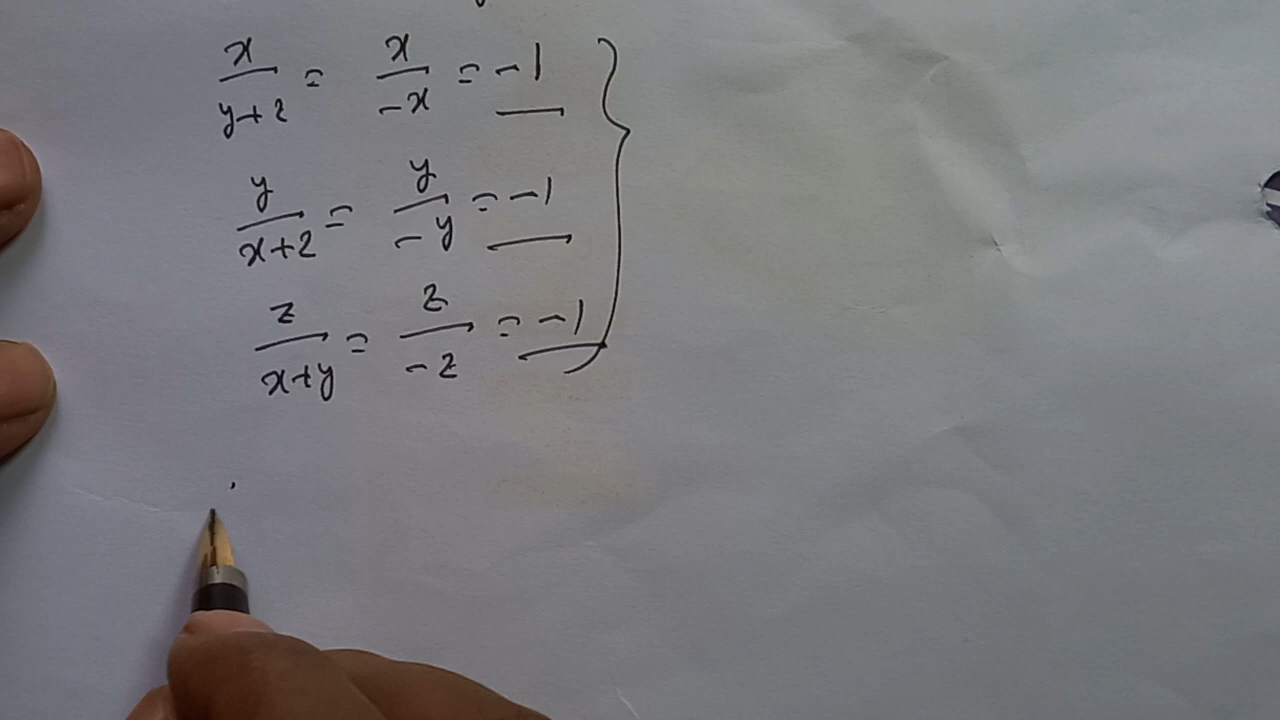 x/(y+z) = x/-x = -1
y/(x+z) = y/-y = -1
z/(x+y) = z/-z = -1